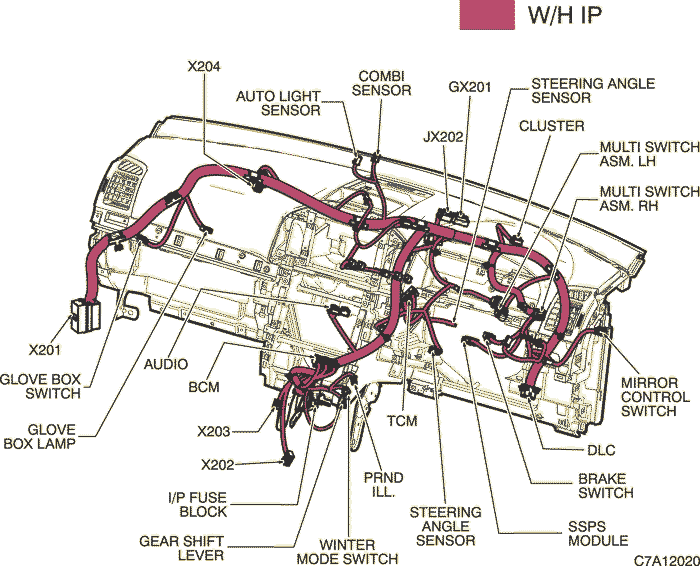 W/H IP
X204
COMBI
SENSOR
GX201
STEERING ANGLE
SENSOR
AUTO LIGHT
SENSOR
JX202
CLUSTER
MULTI SWITCH
ASM. LH
MULTI SWITCH
ASM. RH
X201
AUDIO
GLOVE BOX
SWITCH
BCM
MIRROR
CONTROL
SWITCH
GLOVE
BOX LAMP
X203
TCM
DLC
X202
PRND
ILL.
BRAKE
SWITCH
I/P FUSE
BLOCK
STEERING
ANGLE
SENSOR
SSPS
MODULE
GEAR SHIFT
LEVER
WINTER
MODE SWITCH
C7A12020